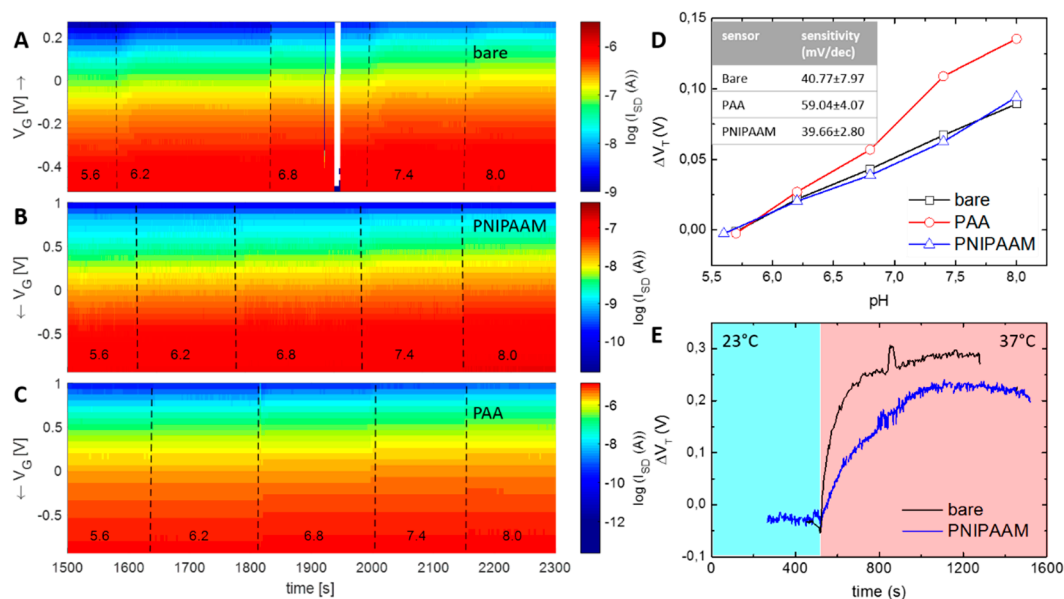 A
bare
V_G [V] →
0.2
0
-0.2
-0.4
5.6
6.2
6.8
7.4
8.0
-6
-7
-8
-9
log (I_SD (A))
B
PNIPAAM
← V_G [V]
1
0.5
0
-0.5
5.6
6.2
6.8
7.4
8.0
-7
-8
-9
-10
log (I_SD (A))
C
PAA
← V_G [V]
1
0.5
0
-0.5
5.6
6.2
6.8
7.4
8.0
-6
-8
-10
-12
log (I_SD (A))
1500 1600 1700 1800 1900 2000 2100 2200 2300
time [s]
D
sensor sensitivity (mV/dec)
Bare 40.77±7.97
PAA 59.04±4.07
PNIPAAM 39.66±2.80
ΔV_T (V)
0,15
0,10
0,05
0,00
bare
PAA
PNIPAAM
5,5 6,0 6,5 7,0 7,5 8,0
pH
E
23°C
37°C
ΔV_T (V)
0,3
0,2
0,0
-0,1
bare
PNIPAAM
0 400 800 1200 1600
time (s)